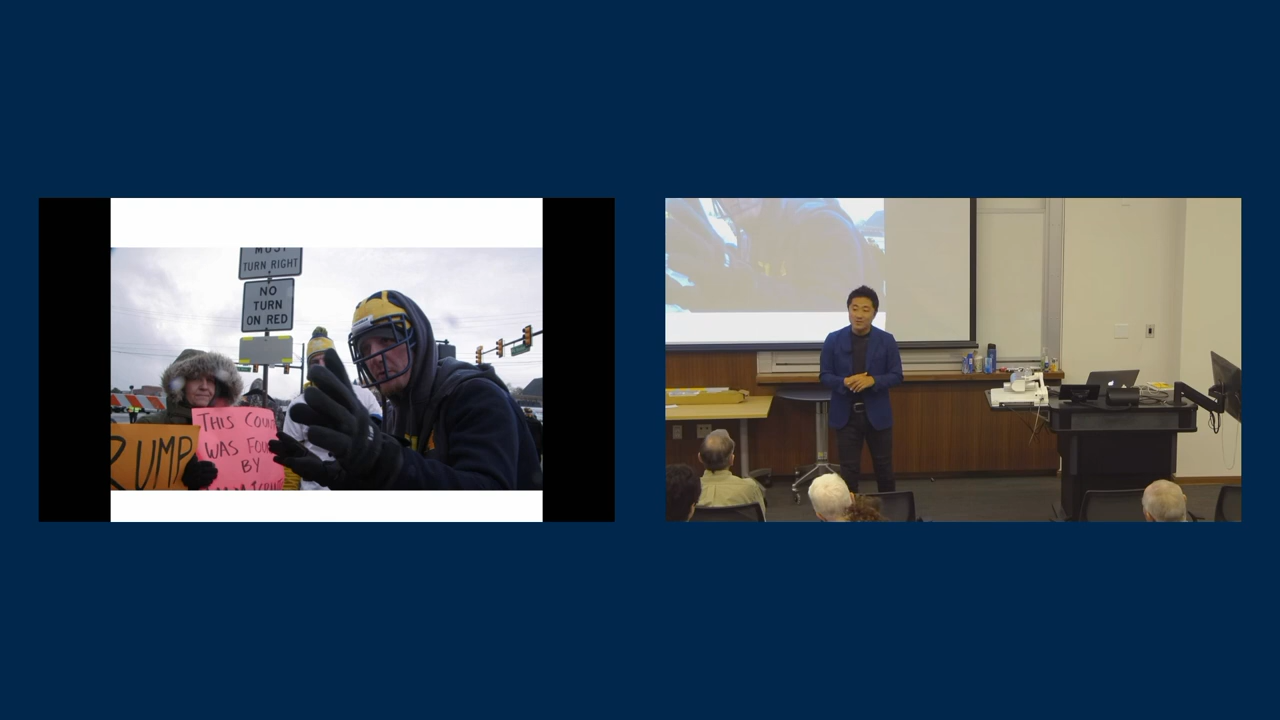 MUST
TURN RIGHT
NO
TURN
ON RED
THIS COU
WAS FOU
BY
RUMP